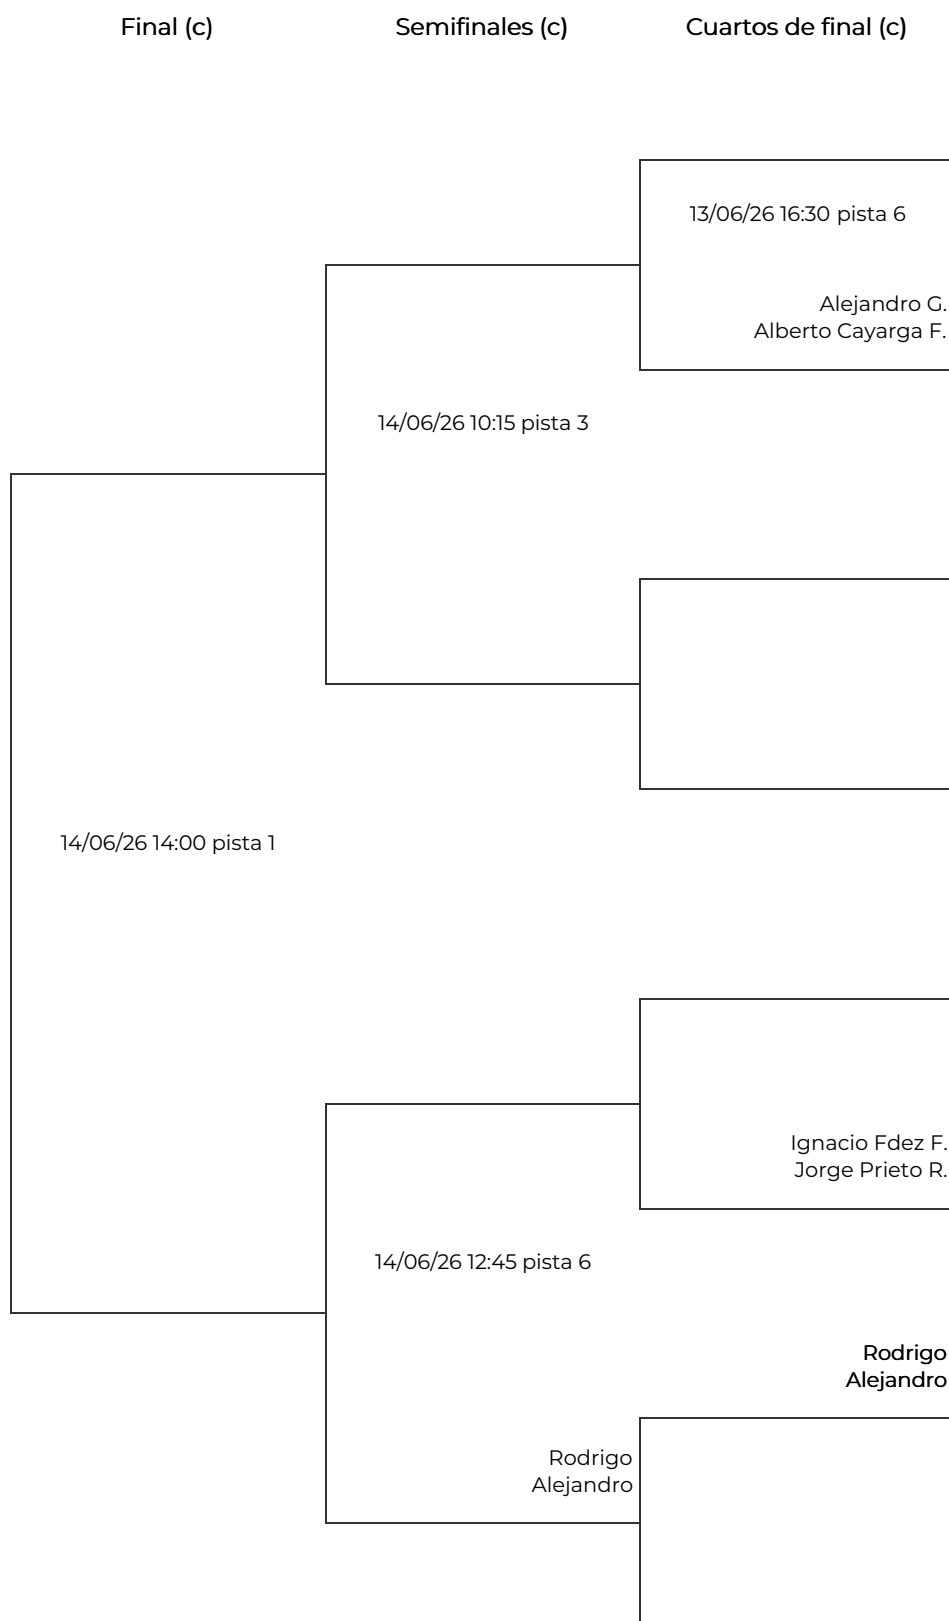 Final (c)
Semifinales (c)
Cuartos de final (c)
13/06/26 16:30 pista 6
Alejandro G.
Alberto Cayarga F.
14/06/26 10:15 pista 3
14/06/26 14:00 pista 1
Ignacio Fdez F.
Jorge Prieto R.
14/06/26 12:45 pista 6
Rodrigo
Alejandro
Rodrigo
Alejandro